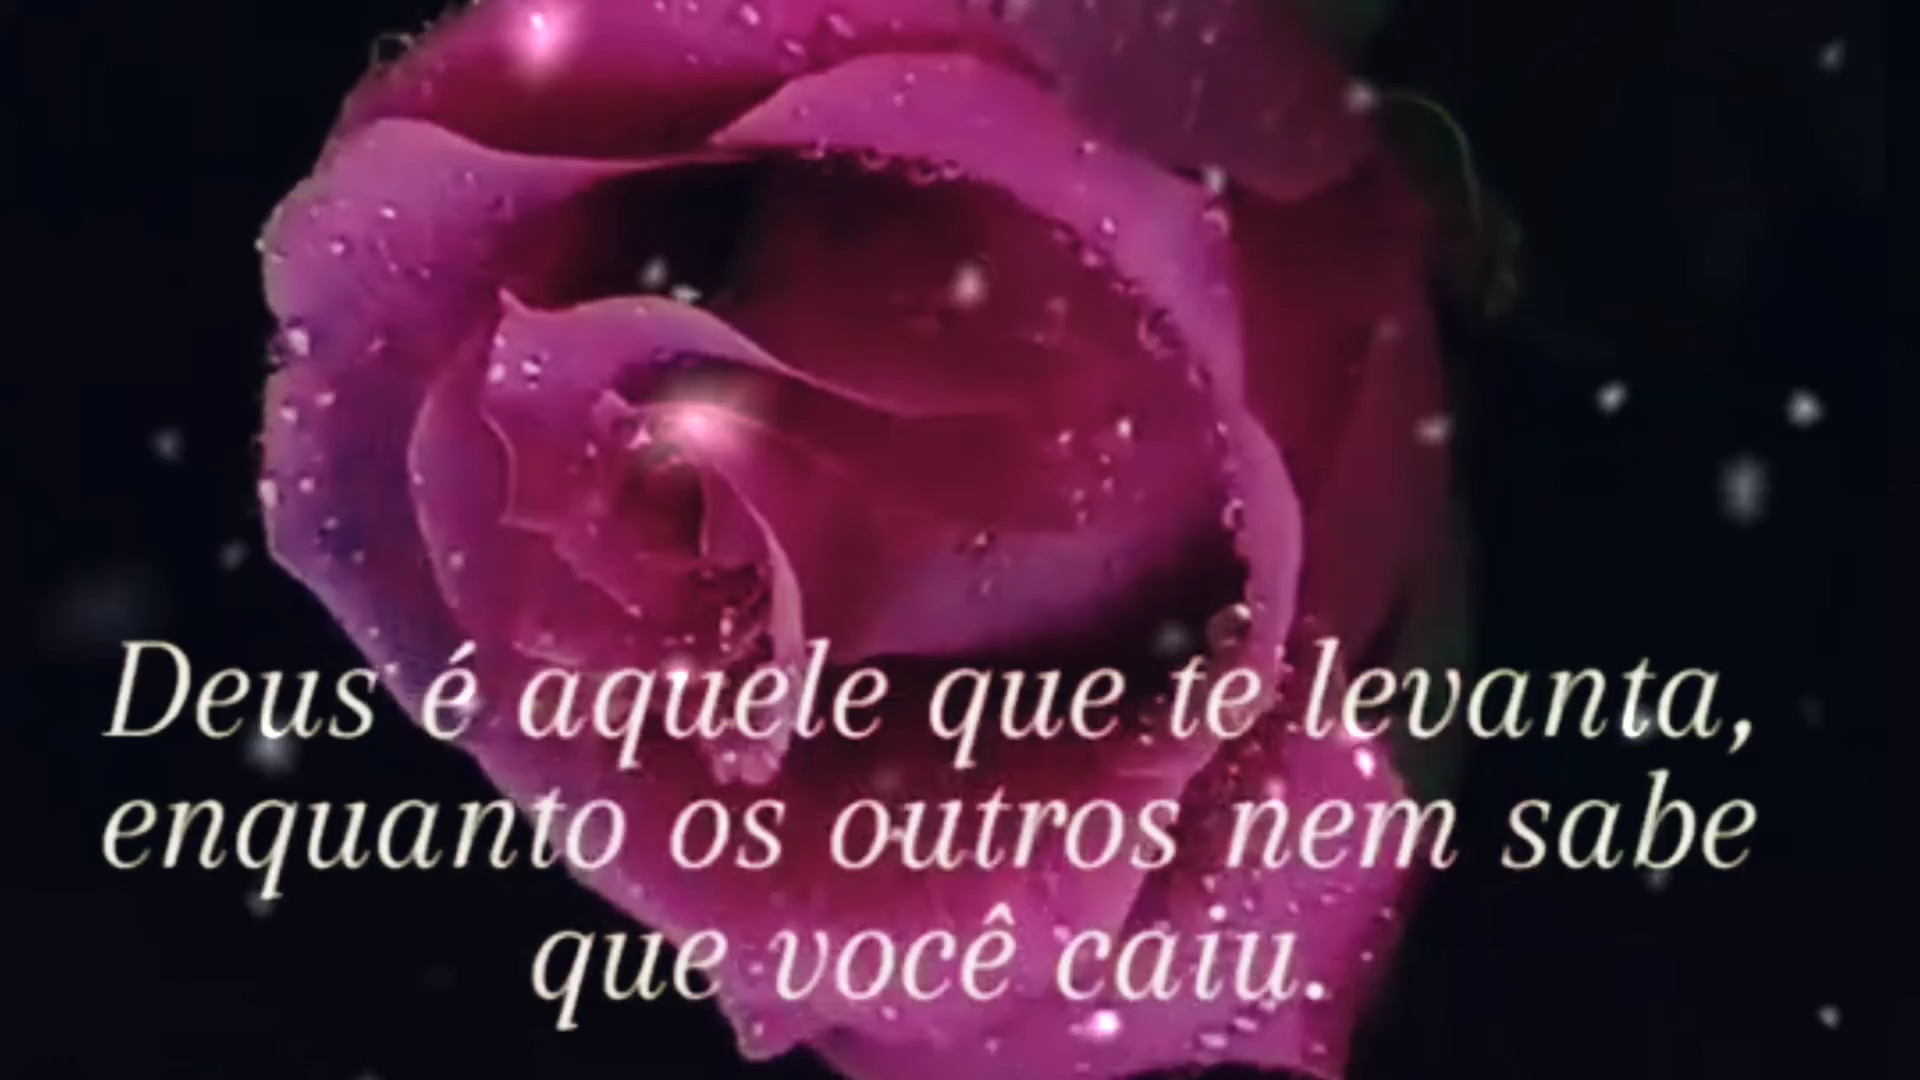 Deus é aquele que te levanta,
enquanto os outros nem sabe
que você caiu.